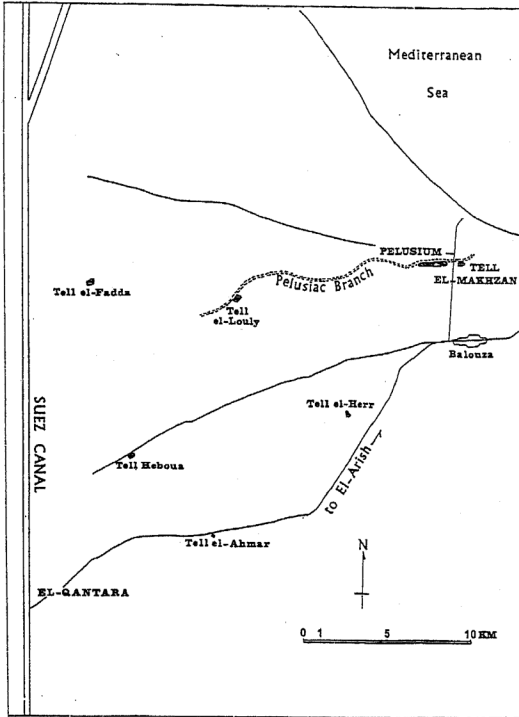 Mediterranean
Sea
PELUSIUM
TELL
EL-MAKHZAN
Pelusiac Branch
Tell el-Fadda
Tell
el-Louly
Balouza
Tell el-Herr
SUEZ CANAL
Tell Heboua
to El-Arish
Tell el-Ahmar
N
EL-QANTARA
0 1 5 10 KM